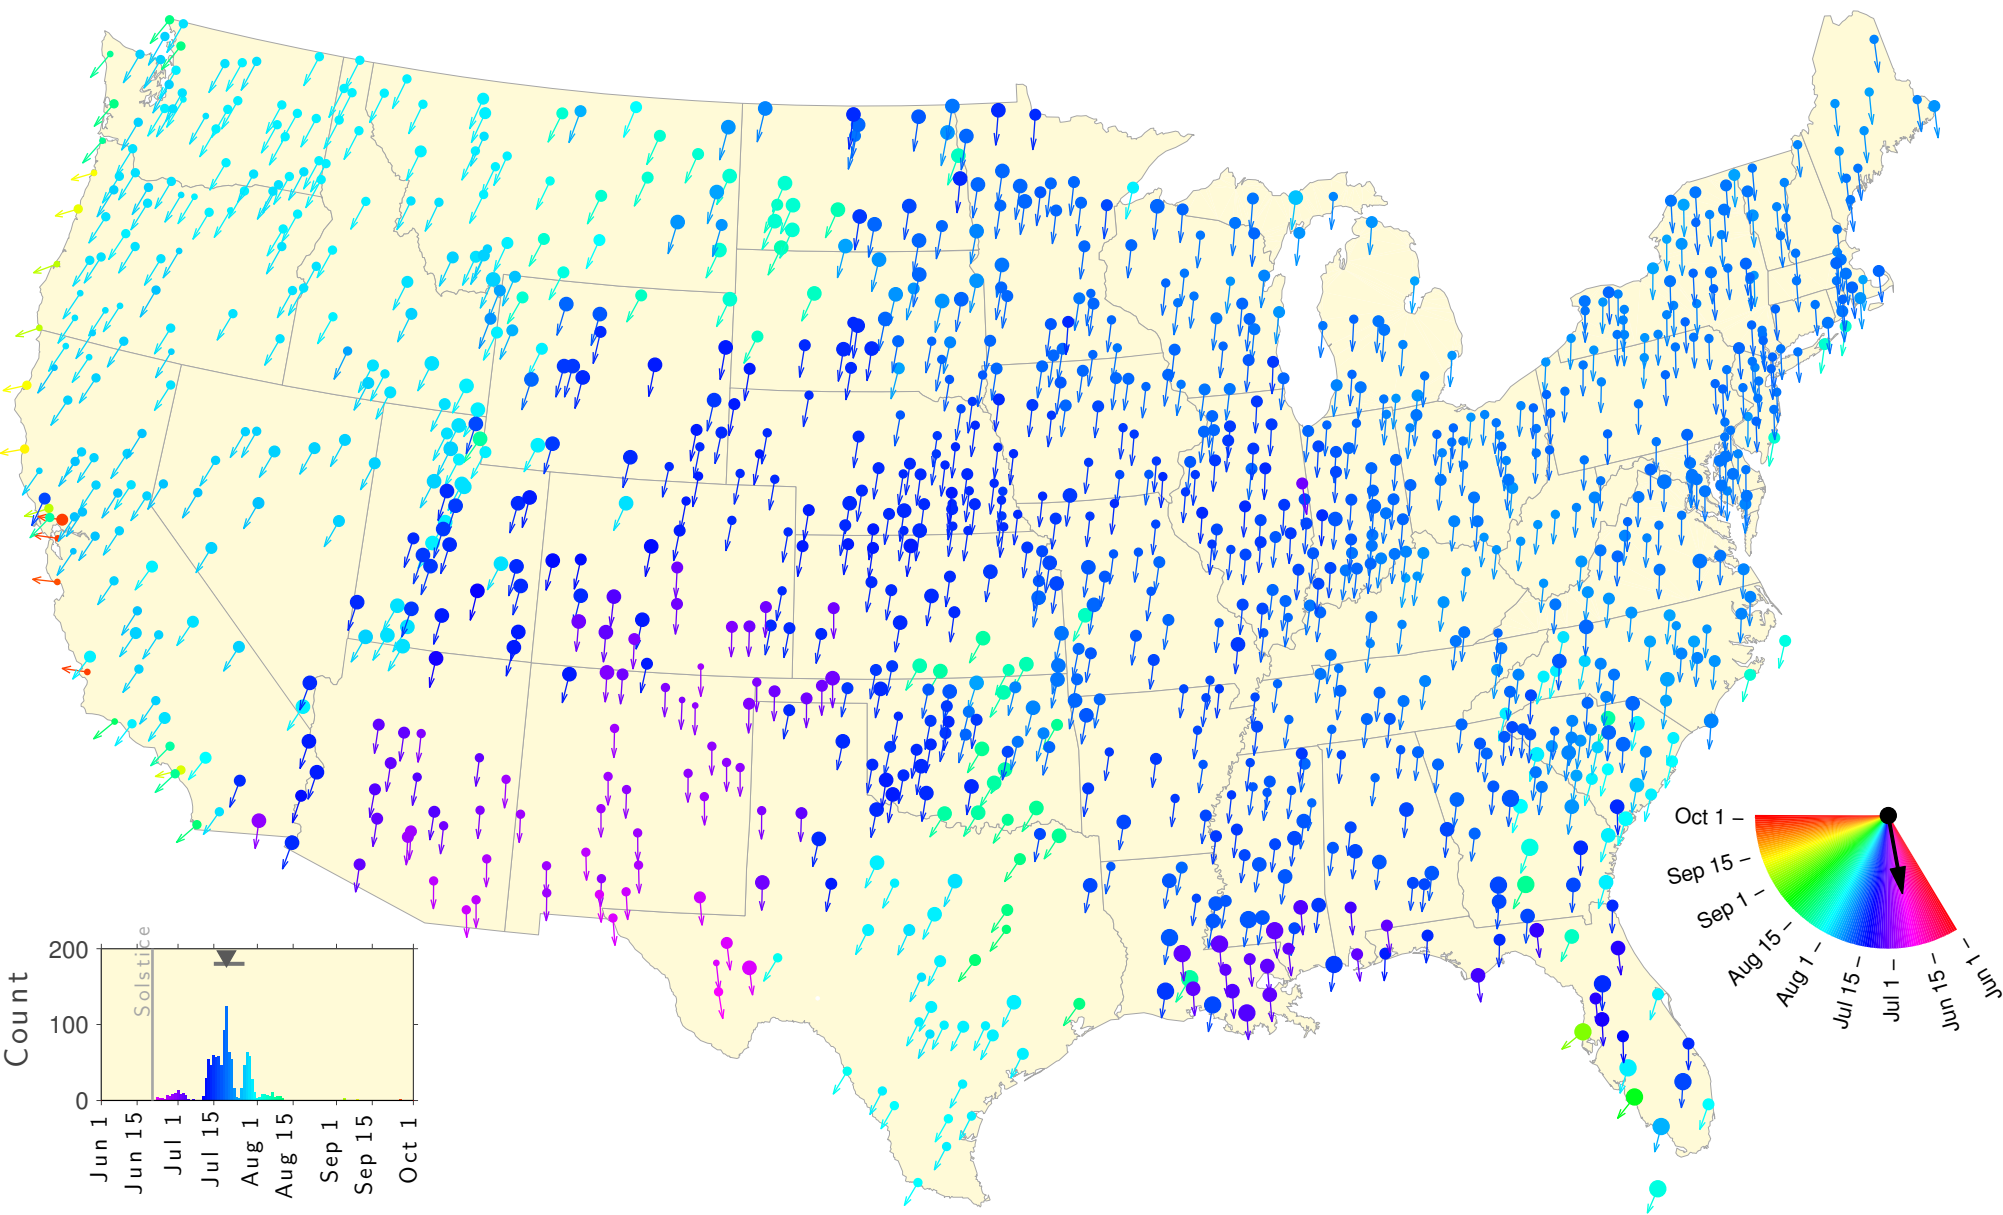 Oct 1 –
Sep 15 –
Sep 1 –
Aug 15 –
Aug 1 –
Jul 15 –
Jul 1 –
Jun 15 –
Jun 1 –
Solstice
Count
200
100
0
Jun 1
Jun 15
Jul 1
Jul 15
Aug 1
Aug 15
Sep 1
Sep 15
Oct 1